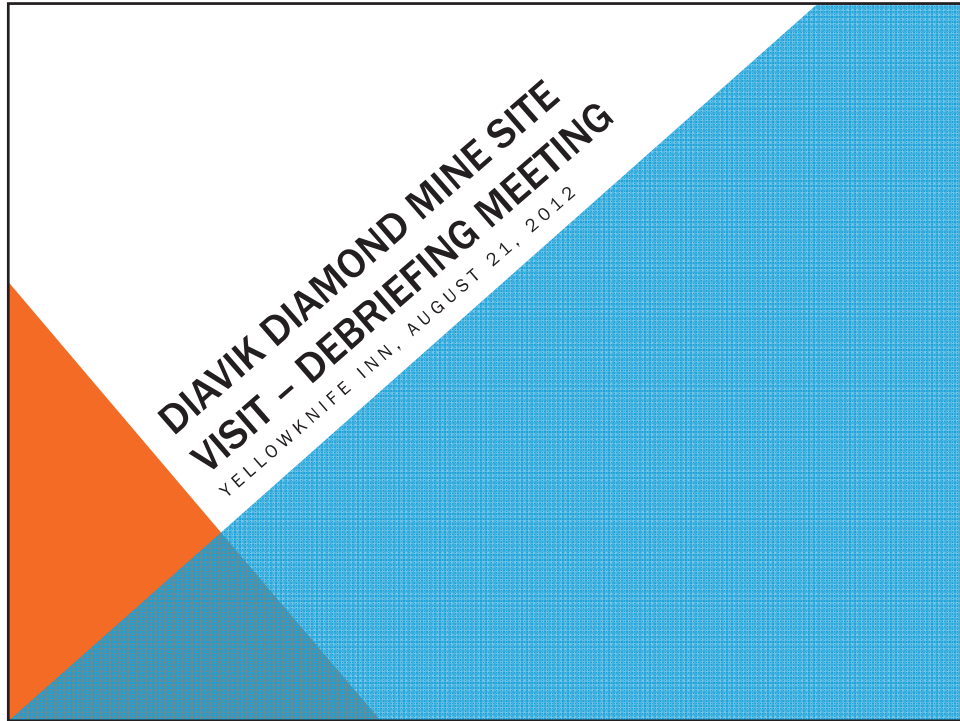 DIAVIK DIAMOND MINE SITE
VISIT – DEBRIEFING MEETING
YELLOWKNIFE INN, AUGUST 21, 2012